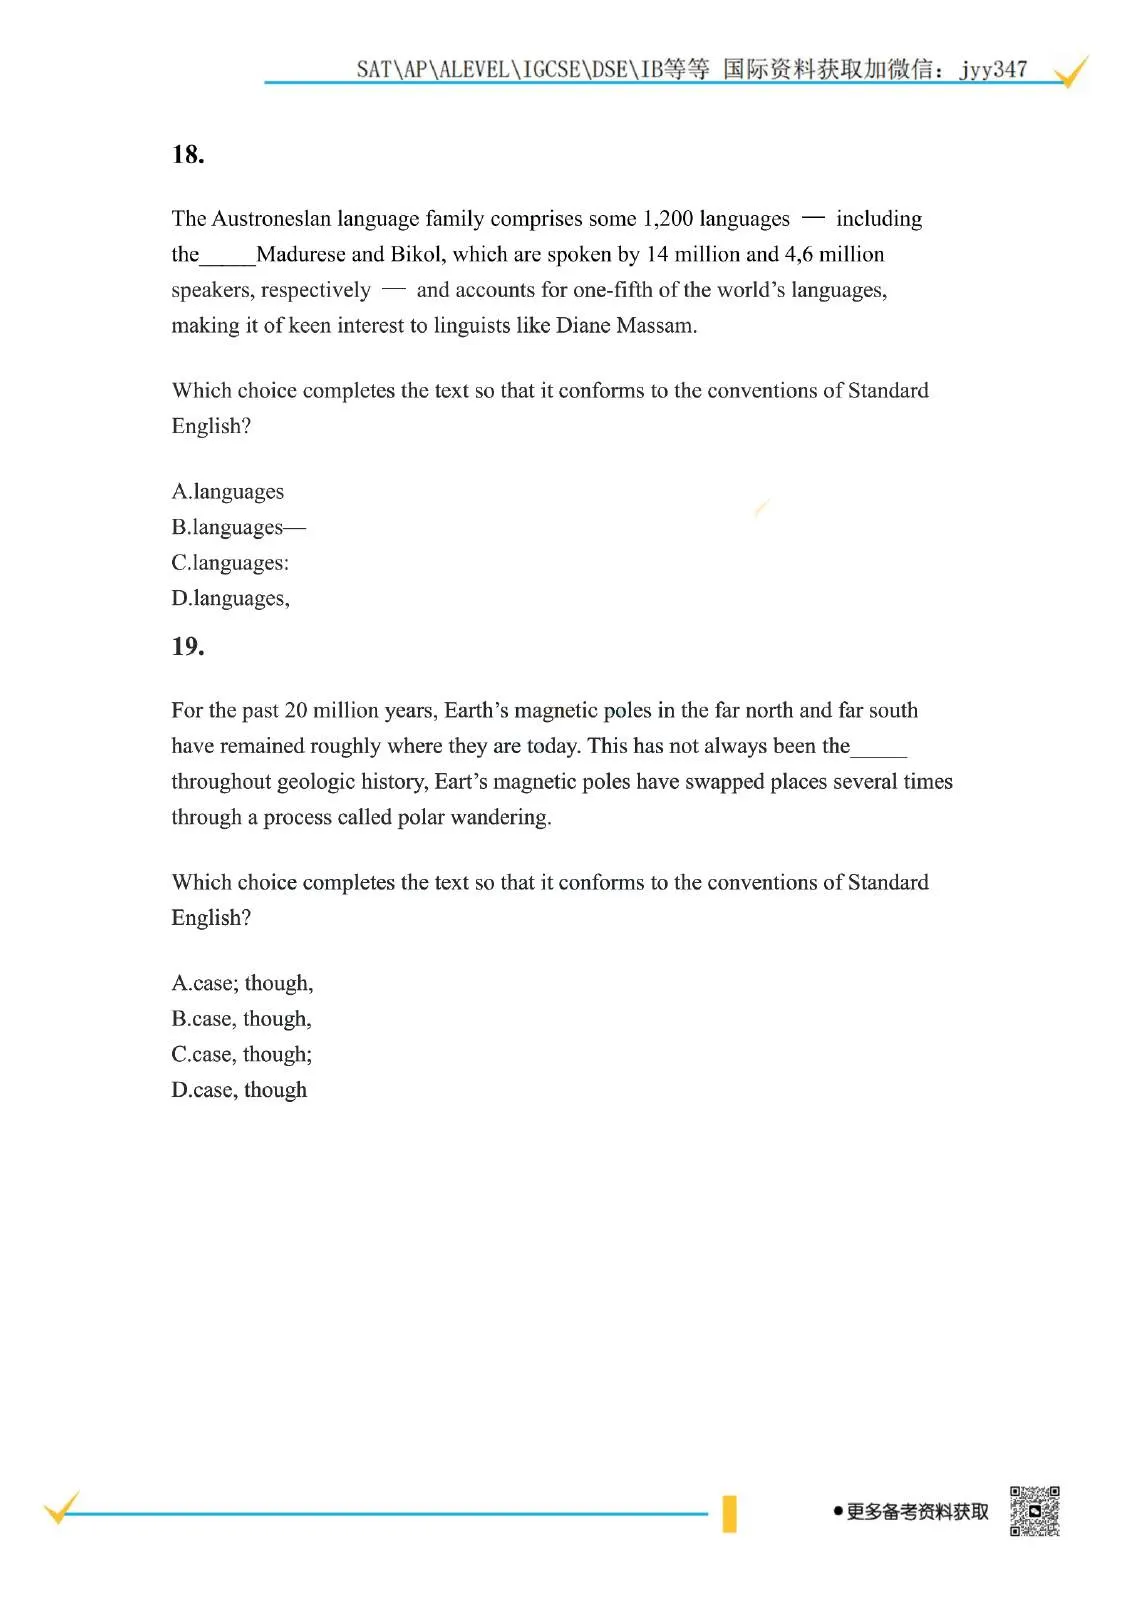 SAT\AP\ALEVEL\IGCSE\DSE\IB等等 国际资料获取加微信：jyy347
18.
The Austroneslan language family comprises some 1,200 languages — including
the_____Madurese and Bikol, which are spoken by 14 million and 4,6 million
speakers, respectively — and accounts for one-fifth of the world’s languages,
making it of keen interest to linguists like Diane Massam.
Which choice completes the text so that it conforms to the conventions of Standard
English?
A.languages
B.languages—
C.languages:
D.languages,
19.
For the past 20 million years, Earth’s magnetic poles in the far north and far south
have remained roughly where they are today. This has not always been the_____
throughout geologic history, Eart’s magnetic poles have swapped places several times
through a process called polar wandering.
Which choice completes the text so that it conforms to the conventions of Standard
English?
A.case; though,
B.case, though,
C.case, though;
D.case, though
●更多备考资料获取